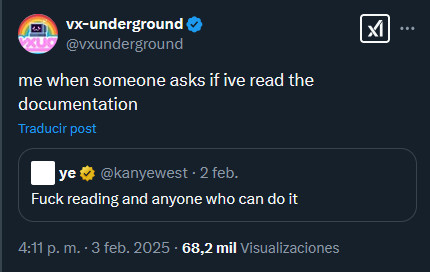 vx-underground
@vxunderground
me when someone asks if ive read the
documentation
Traducir post
ye @kanyewest · 2 feb.
Fuck reading and anyone who can do it
4:11 p. m. · 3 feb. 2025 · 68,2 mil Visualizaciones